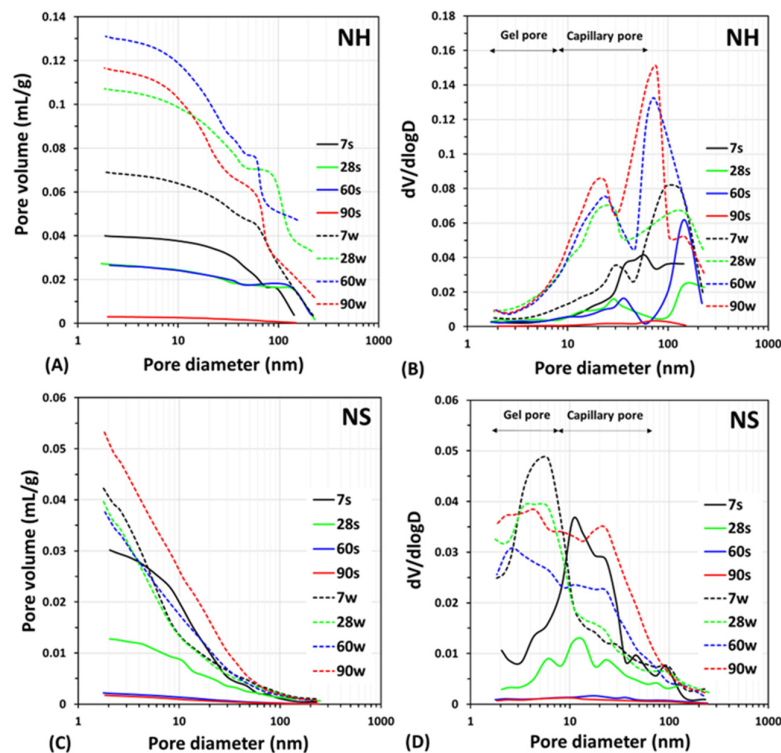 NH
Pore volume (mL/g)
0.14
0.12
0.1
0.08
0.06
0.04
0.02
0
7s
28s
60s
90s
7w
28w
60w
90w
1
10
100
1000
(A)
Pore diameter (nm)
NH
Gel pore
Capillary pore
dV/dlogD
0.18
0.16
0.14
0.12
0.1
0.08
0.06
0.04
0.02
0
7s
28s
60s
90s
7w
28w
60w
90w
1
10
100
1000
(B)
Pore diameter (nm)
NS
Pore volume (mL/g)
0.06
0.05
0.04
0.03
0.02
0.01
0
7s
28s
60s
90s
7w
28w
60w
90w
1
10
100
1000
(C)
Pore diameter (nm)
NS
Gel pore
Capillary pore
dV/dlogD
0.06
0.05
0.04
0.03
0.02
0.01
0
7s
28s
60s
90s
7w
28w
60w
90w
1
10
100
1000
(D)
Pore diameter (nm)